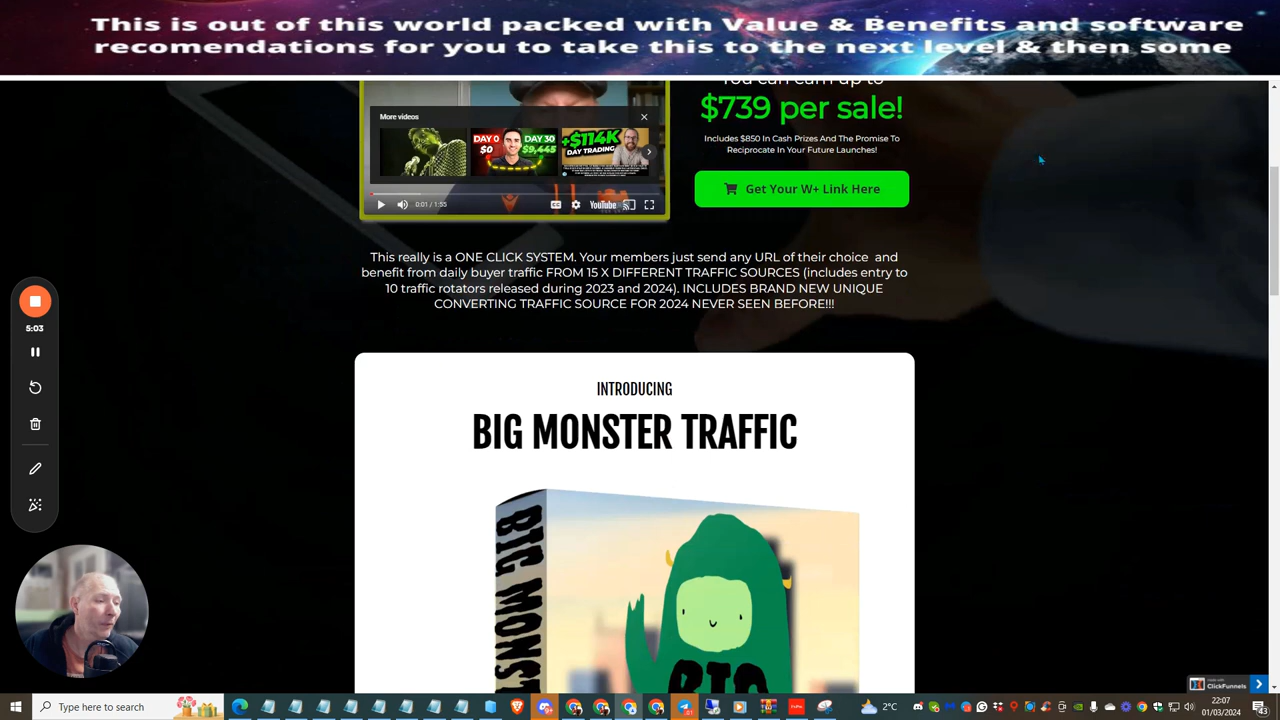 This is out of this world packed with Value & Benefits and software
recomendations for you to take this to the next level & then some
You can earn up to
$739 per sale!
More videos
DAY 0
$0
DAY 30
$9,445
+$114K
DAY TRADING
Includes $850 In Cash Prizes And The Promise To
Reciprocate In Your Future Launches!
Get Your W+ Link Here
0:01 / 1:55
YouTube
This really is a ONE CLICK SYSTEM. Your members just send any URL of their choice and
benefit from daily buyer traffic FROM 15 X DIFFERENT TRAFFIC SOURCES (includes entry to
10 traffic rotators released during 2023 and 2024). INCLUDES BRAND NEW UNIQUE
CONVERTING TRAFFIC SOURCE FOR 2024 NEVER SEEN BEFORE!!!
5:03
INTRODUCING
BIG MONSTER TRAFFIC
BIG MONST
BIG
made with
ClickFunnels
Type here to search
2°C
22:07
01/03/2024